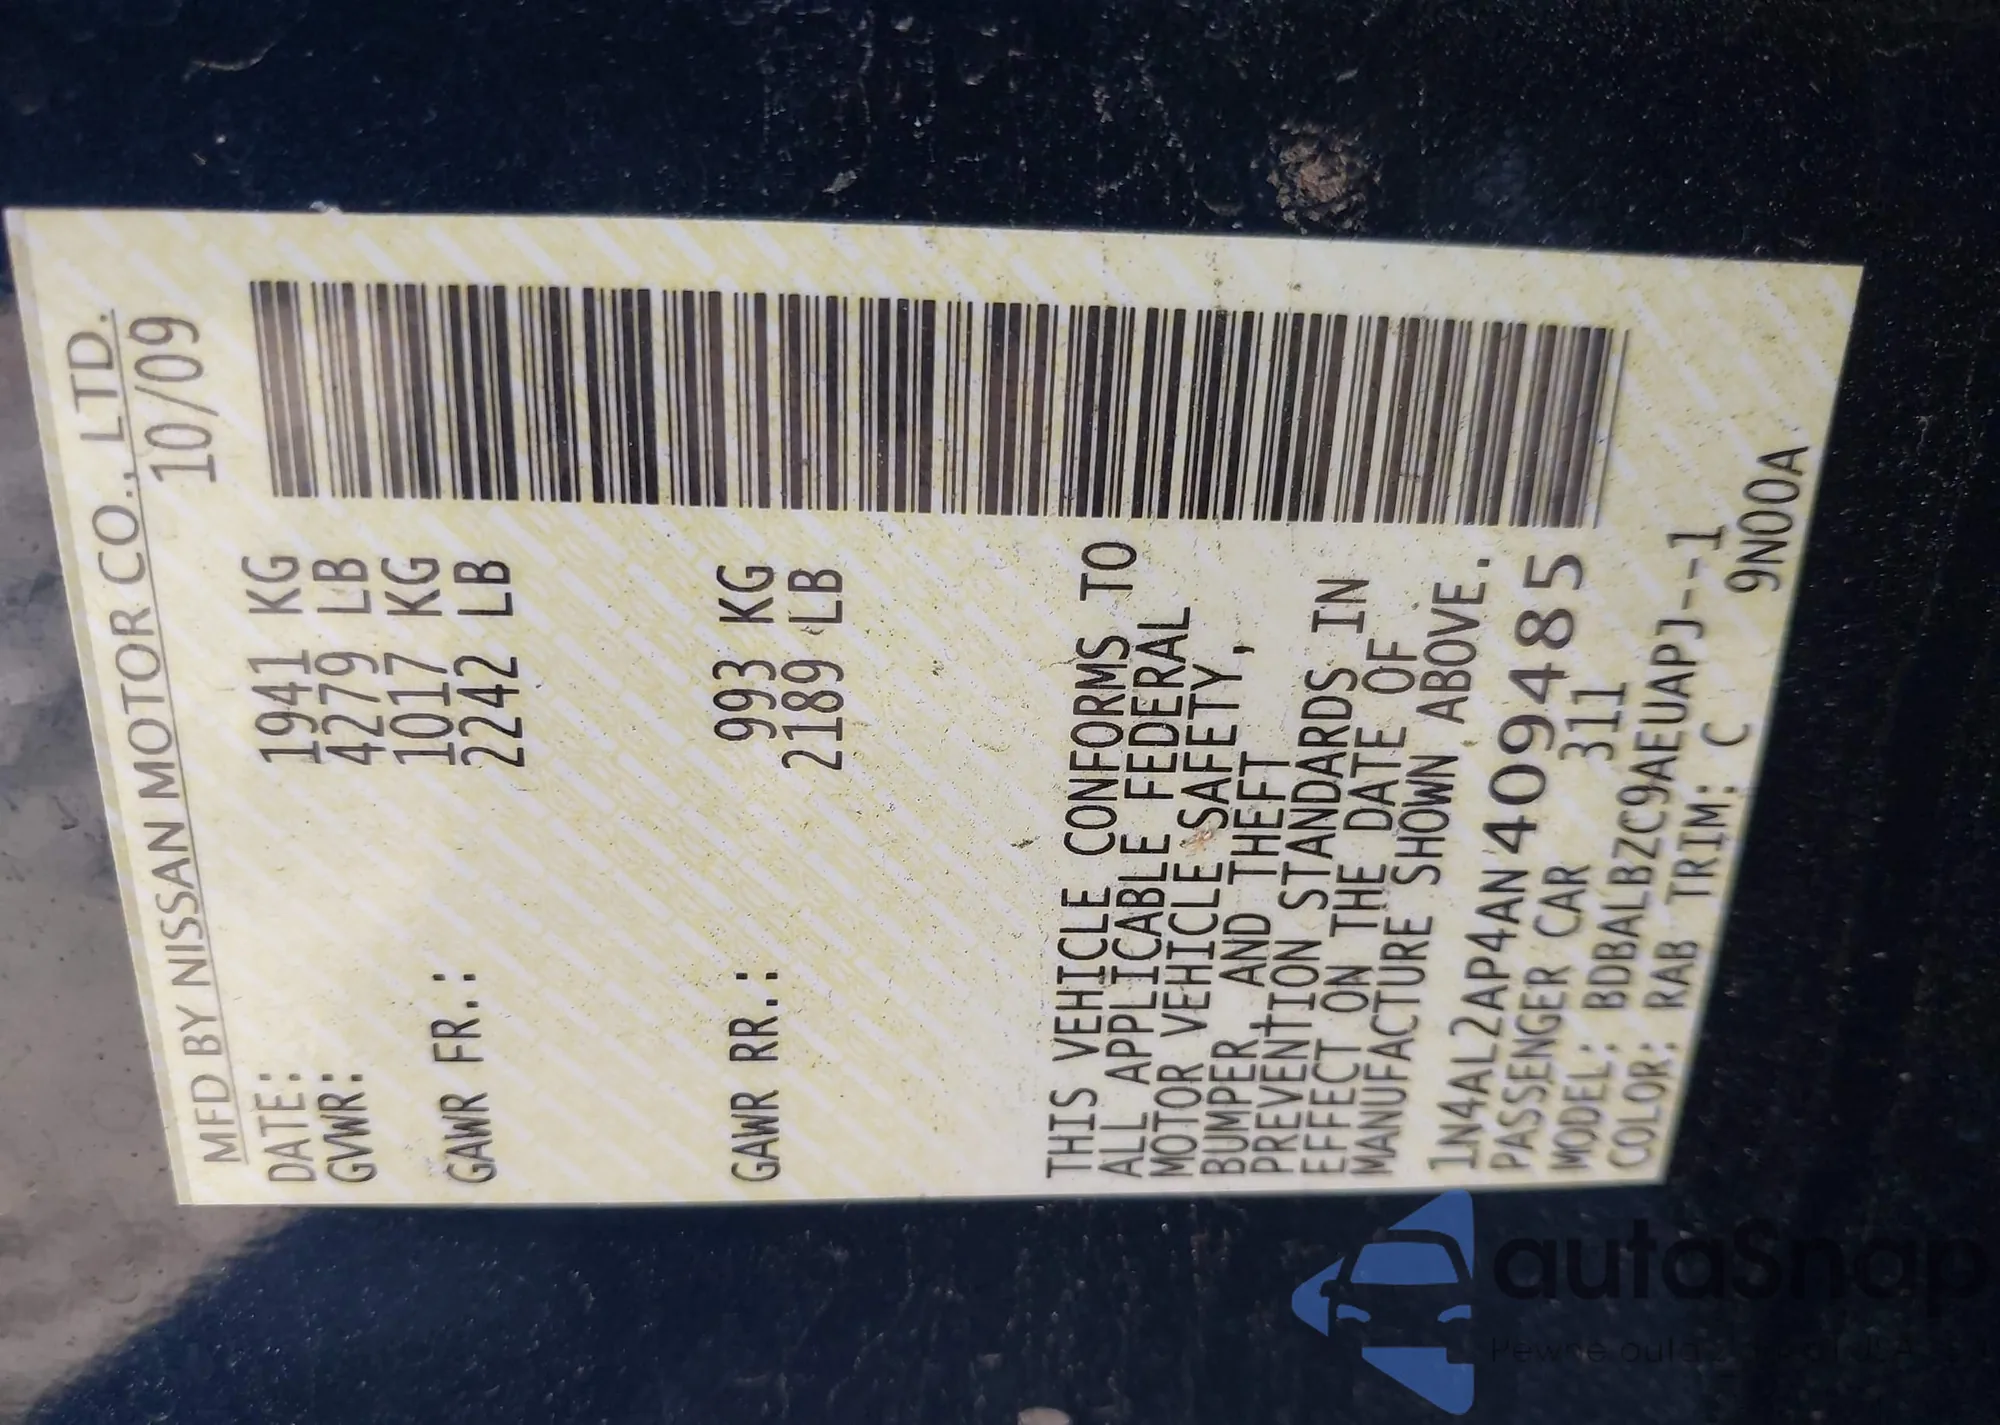 MFD BY NISSAN MOTOR CO., LTD.
DATE: 10/09
GVWR: 1941 KG
4279 LB
GAWR FR.: 1017 KG
2242 LB
GAWR RR.: 993 KG
2189 LB
THIS VEHICLE CONFORMS TO
ALL APPLICABLE FEDERAL
MOTOR VEHICLE SAFETY,
BUMPER, AND THEFT
PREVENTION STANDARDS IN
EFFECT ON THE DATE OF
MANUFACTURE SHOWN ABOVE.
1N4AL2AP4AN409485
PASSENGER CAR 311
MODEL: BDBALBZC9AEUAPJ--1
COLOR: RAB TRIM: C 9N00A
autaSnap
Pewne auta